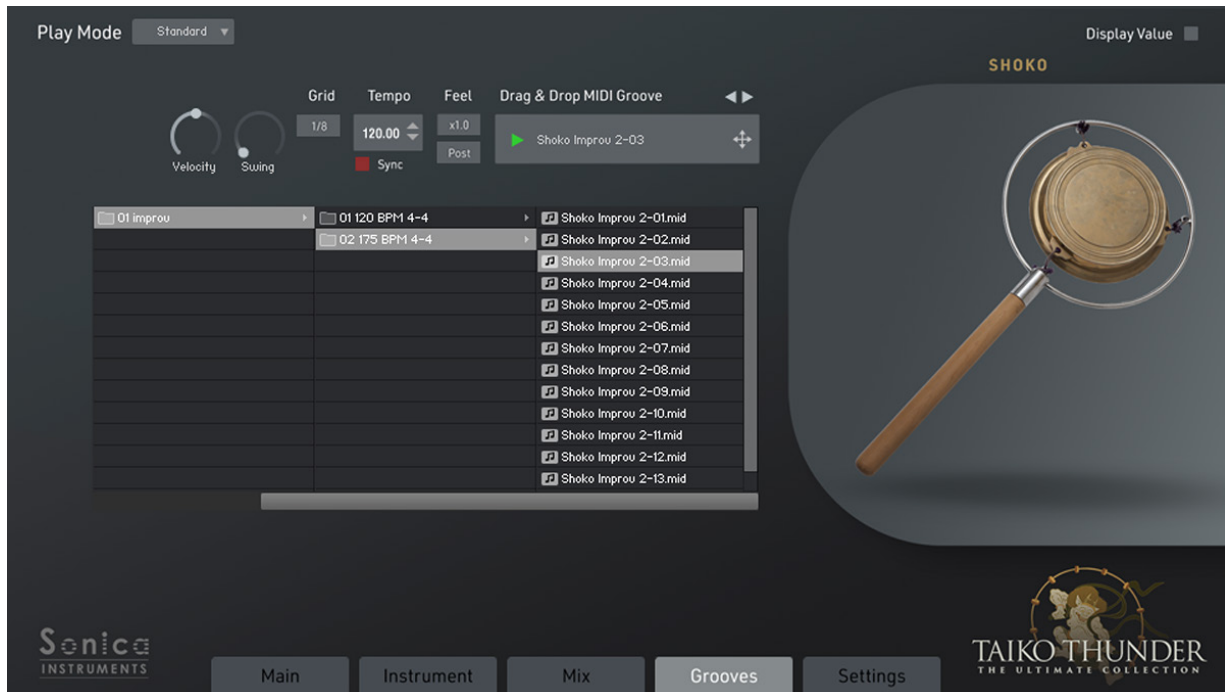 Play Mode
Standard
Display Value
SHOKO
Grid Tempo Feel Drag & Drop MIDI Groove
1/8 120.00 x1.0
Shoko Improv 2-03
Post
Velocity Swing Sync
01 improv 01 120 BPM 4-4 Shoko Improv 2-01.mid
02 175 BPM 4-4 Shoko Improv 2-02.mid
Shoko Improv 2-03.mid
Shoko Improv 2-04.mid
Shoko Improv 2-05.mid
Shoko Improv 2-06.mid
Shoko Improv 2-07.mid
Shoko Improv 2-08.mid
Shoko Improv 2-09.mid
Shoko Improv 2-10.mid
Shoko Improv 2-11.mid
Shoko Improv 2-12.mid
Shoko Improv 2-13.mid
Sonica
INSTRUMENTS
Main Instrument Mix Grooves Settings
TAIKO THUNDER
THE ULTIMATE COLLECTION